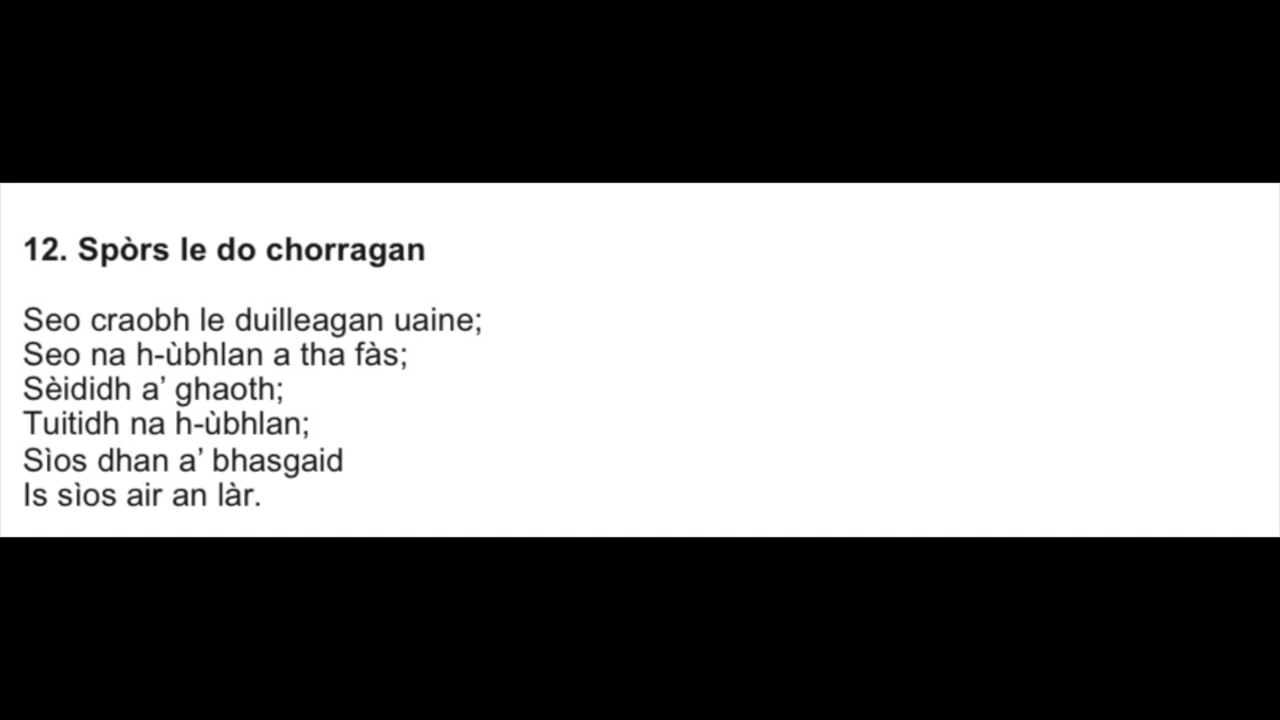 12. Spòrs le do chorragan
Seo craobh le duilleagan uaine;
Seo na h-ùbhlan a tha fàs;
Sèididh a’ ghaoth;
Tuitidh na h-ùbhlan;
Sìos dhan a’ bhasgaid
Is sìos air an làr.